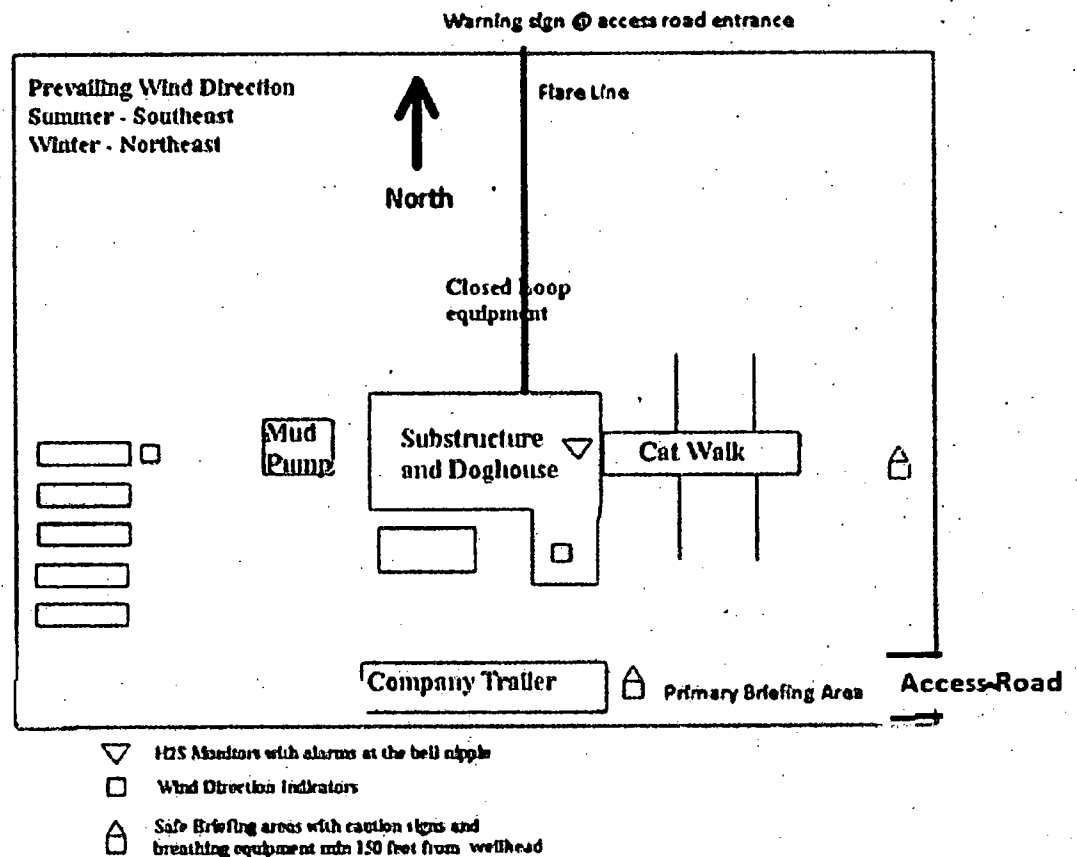 Warning sign @ access road entrance
Prevailing Wind Direction
Summer - Southeast
Winter - Northeast
North
Flare Line
Closed Loop
equipment
Mud
Pump
Substructure
and Doghouse
Cat Walk
Company Trailer
Primary Briefing Area
Access Road
H2S Monitors with alarms at the bell nipple
Wind Direction Indicators
Safe Briefing areas with caution signs and
breathing equipment min 150 feet from wellhead